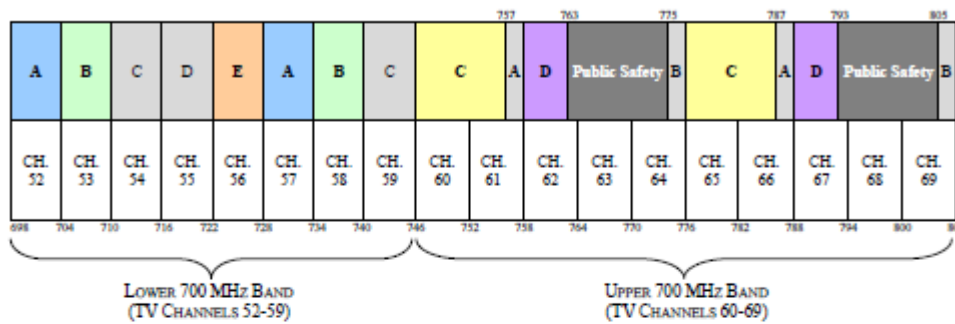 757 763 775 787 793 805
A B C D E A B C C A D Public Safety B C A D Public Safety B
CH. CH. CH. CH. CH. CH. CH. CH. CH. CH. CH. CH. CH. CH. CH. CH. CH. CH.
52 53 54 55 56 57 58 59 60 61 62 63 64 65 66 67 68 69
698 704 710 716 722 728 734 740 746 752 758 764 770 776 782 788 794 800
LOWER 700 MHZ BAND UPPER 700 MHZ BAND
(TV CHANNELS 52-59) (TV CHANNELS 60-69)